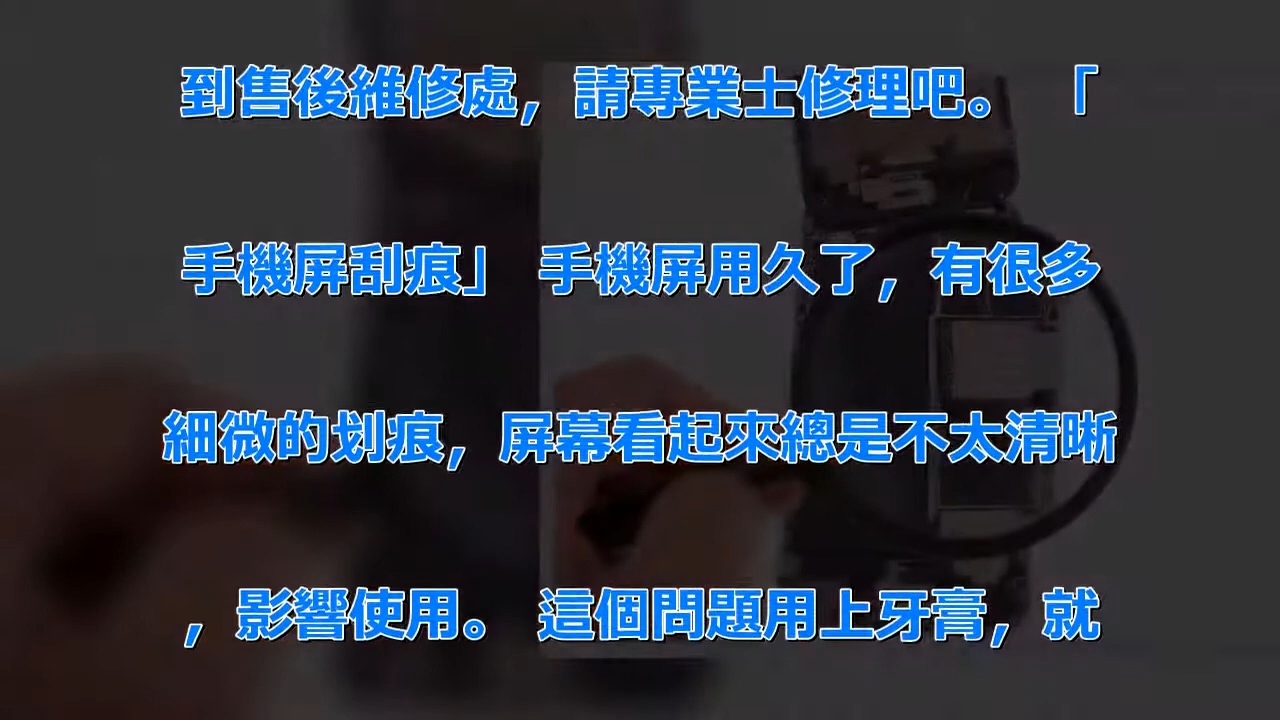 到售後維修處，請專業士修理吧。 「
手機屏刮痕」 手機屏用久了，有很多
細微的划痕，屏幕看起來總是不太清晰
，影響使用。 這個問題用上牙膏，就